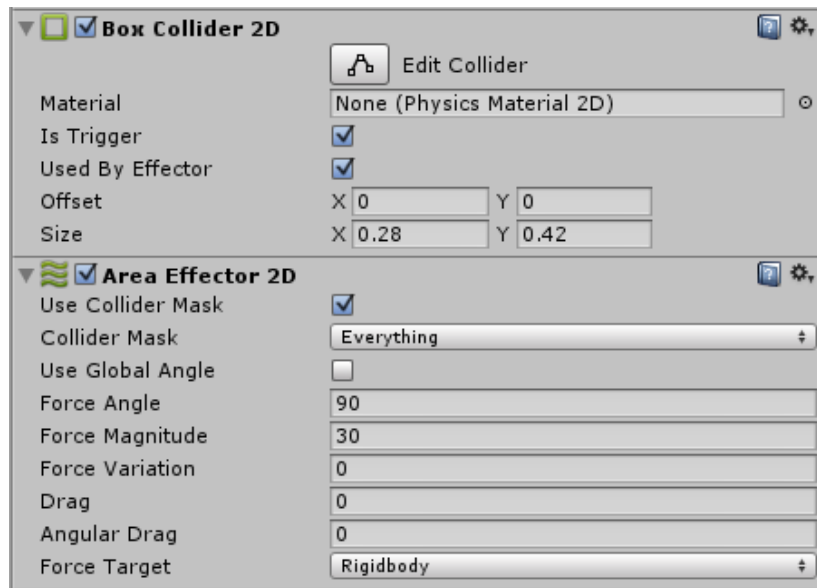 Box Collider 2D
Edit Collider
Material None (Physics Material 2D)
Is Trigger
Used By Effector
Offset X 0 Y 0
Size X 0.28 Y 0.42
Area Effector 2D
Use Collider Mask
Collider Mask Everything
Use Global Angle
Force Angle 90
Force Magnitude 30
Force Variation 0
Drag 0
Angular Drag 0
Force Target Rigidbody